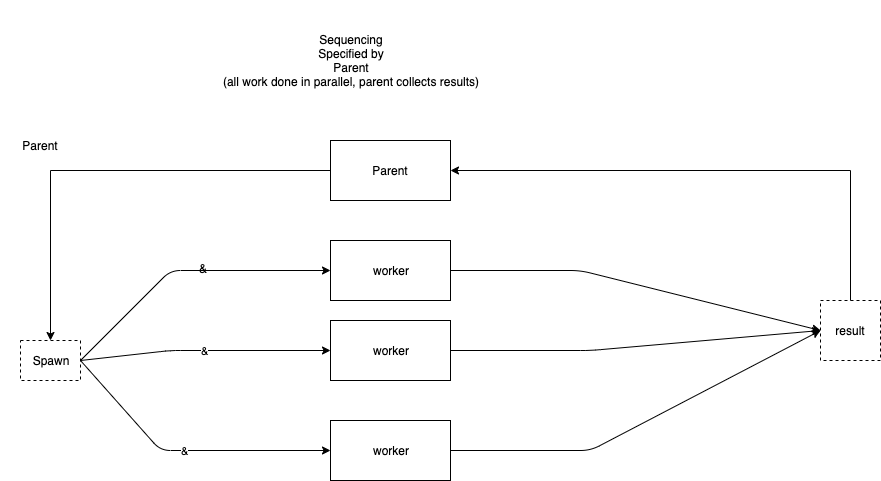 Sequencing
Specified by
Parent
(all work done in parallel, parent collects results)
Parent
Parent
&
worker
&
worker
result
Spawn
&
worker